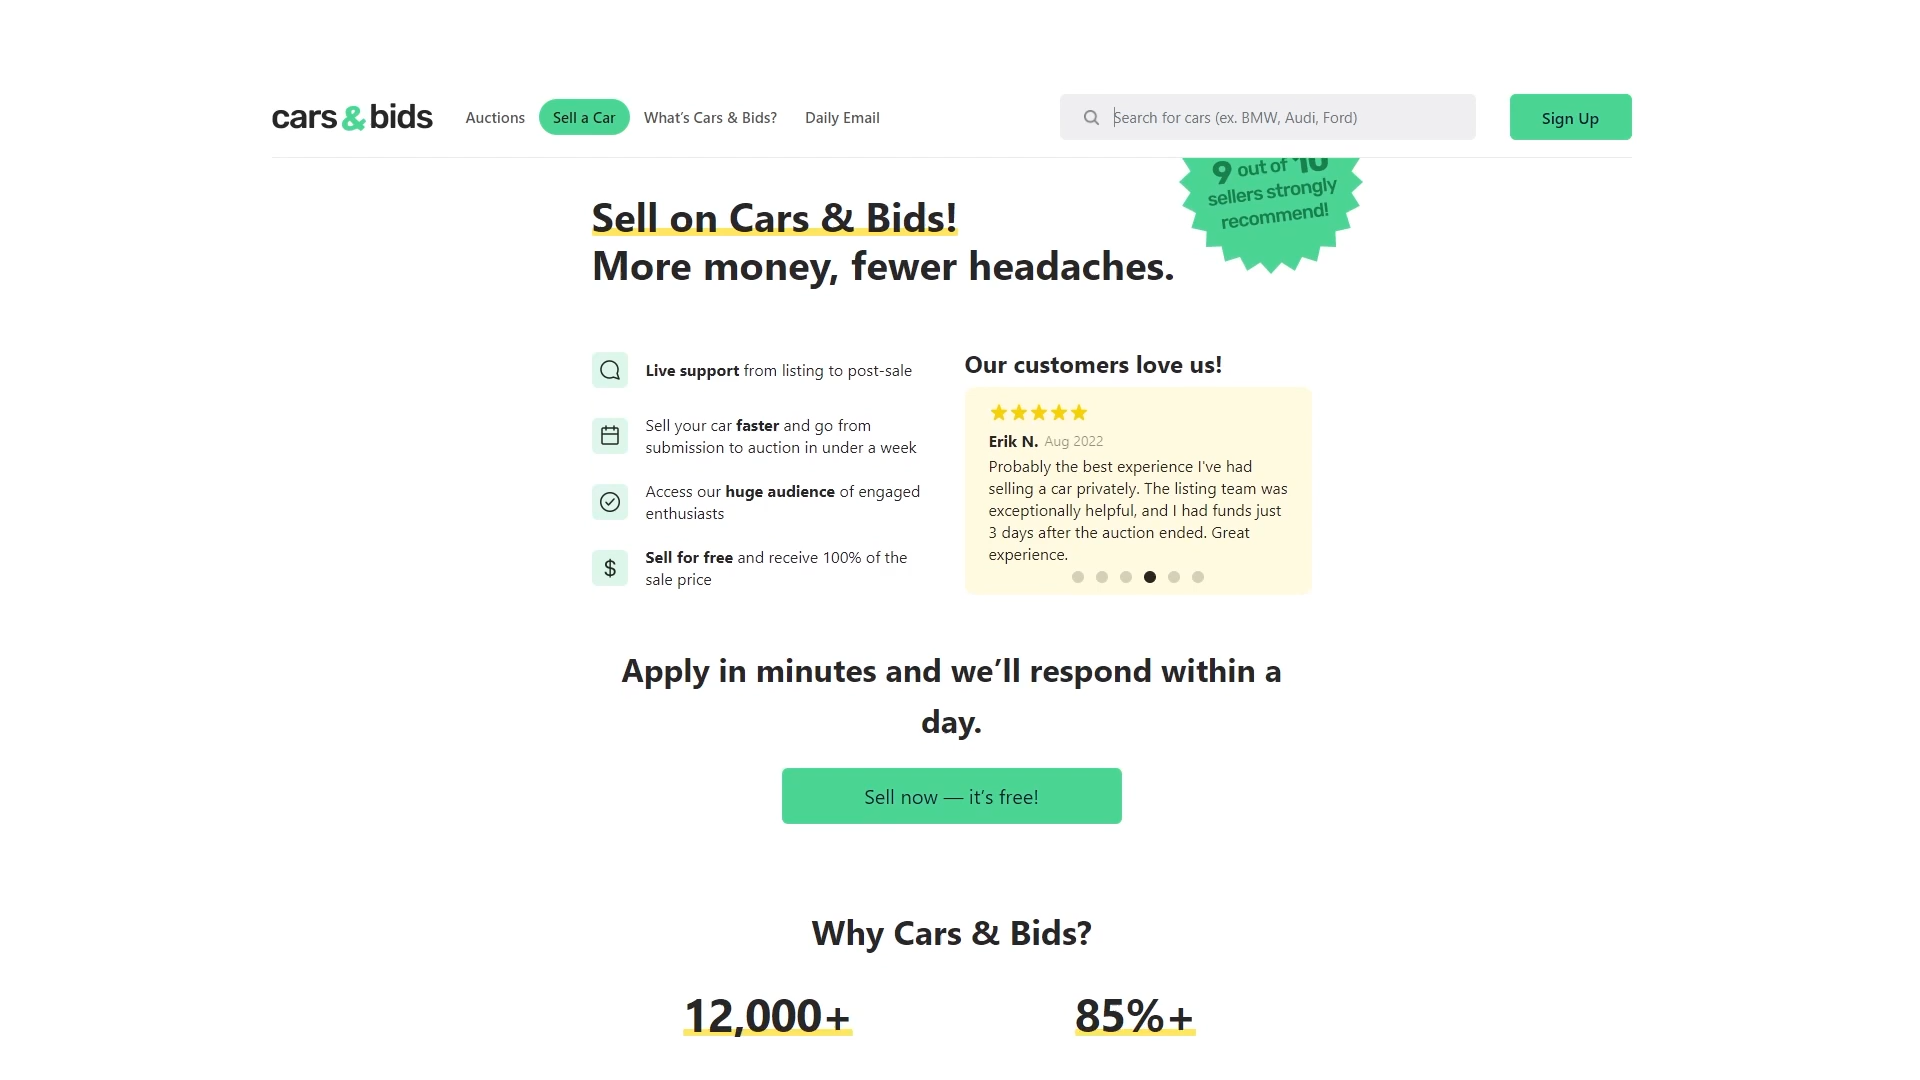 cars & bids
Auctions
Sell a Car
What's Cars & Bids?
Daily Email
Search for cars (ex. BMW, Audi, Ford)
Sign Up
9 out of 10
sellers strongly
recommend!
Sell on Cars & Bids!
More money, fewer headaches.
Live support from listing to post-sale
Sell your car faster and go from
submission to auction in under a week
Access our huge audience of engaged
enthusiasts
$
Sell for free and receive 100% of the
sale price
Our customers love us!
Erik N. Aug 2022
Probably the best experience I've had
selling a car privately. The listing team was
exceptionally helpful, and I had funds just
3 days after the auction ended. Great
experience.
Apply in minutes and we’ll respond within a
day.
Sell now — it’s free!
Why Cars & Bids?
12,000+
85%+